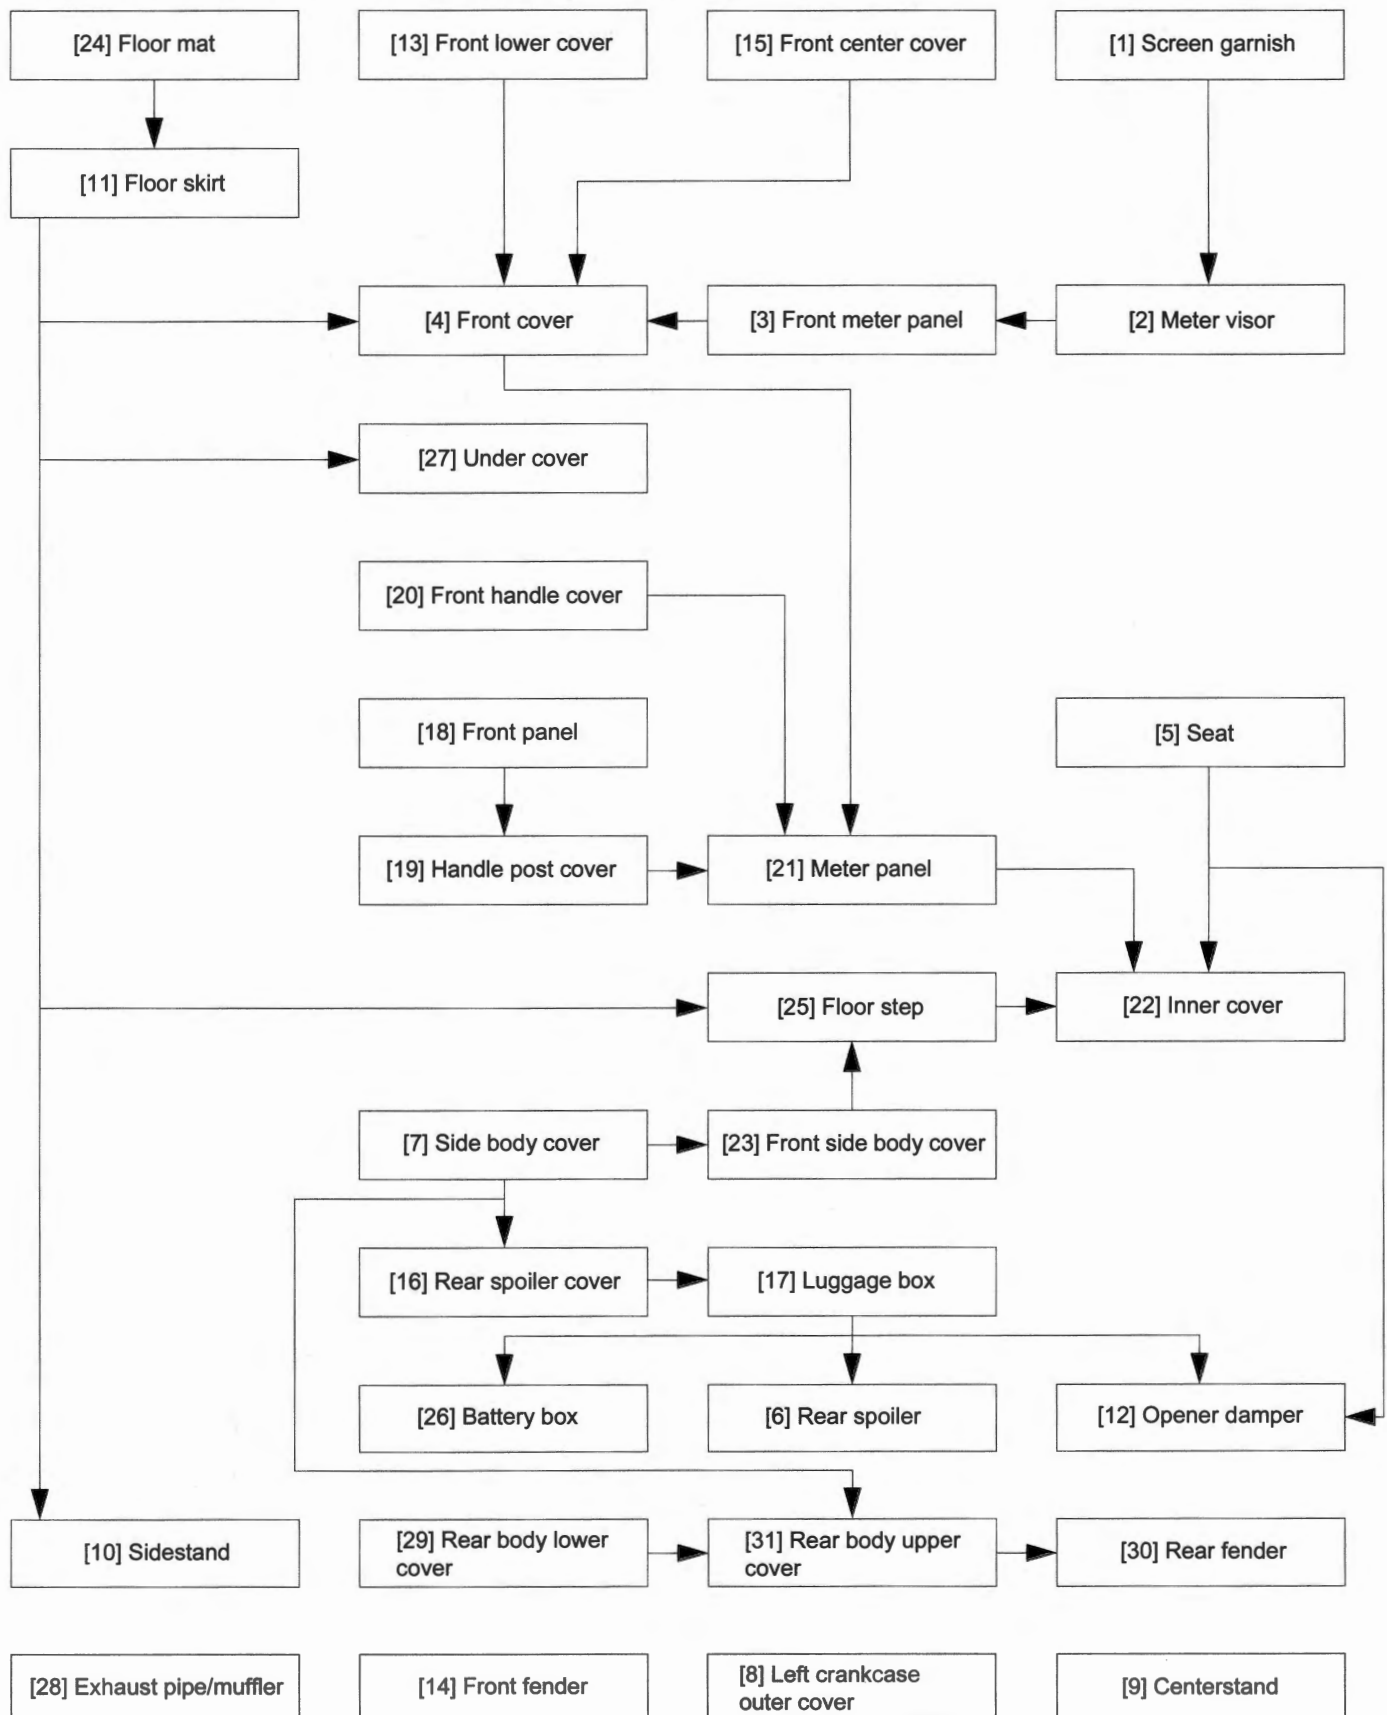 [24] Floor mat
[13] Front lower cover
[15] Front center cover
[1] Screen garnish
[11] Floor skirt
[4] Front cover
[3] Front meter panel
[2] Meter visor
[27] Under cover
[20] Front handle cover
[18] Front panel
[5] Seat
[19] Handle post cover
[21] Meter panel
[25] Floor step
[22] Inner cover
[7] Side body cover
[23] Front side body cover
[16] Rear spoiler cover
[17] Luggage box
[26] Battery box
[6] Rear spoiler
[12] Opener damper
[10] Sidestand
[29] Rear body lower
cover
[31] Rear body upper
cover
[30] Rear fender
[28] Exhaust pipe/muffler
[14] Front fender
[8] Left crankcase
outer cover
[9] Centerstand